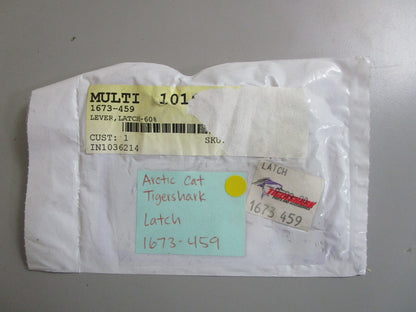 MULTI 101
1673-459
LEVER,LATCH-60%
CUST: 1 SKU:
IN1036214
Arctic Cat
Tigershark
Latch
1673-459
LATCH
1673 459